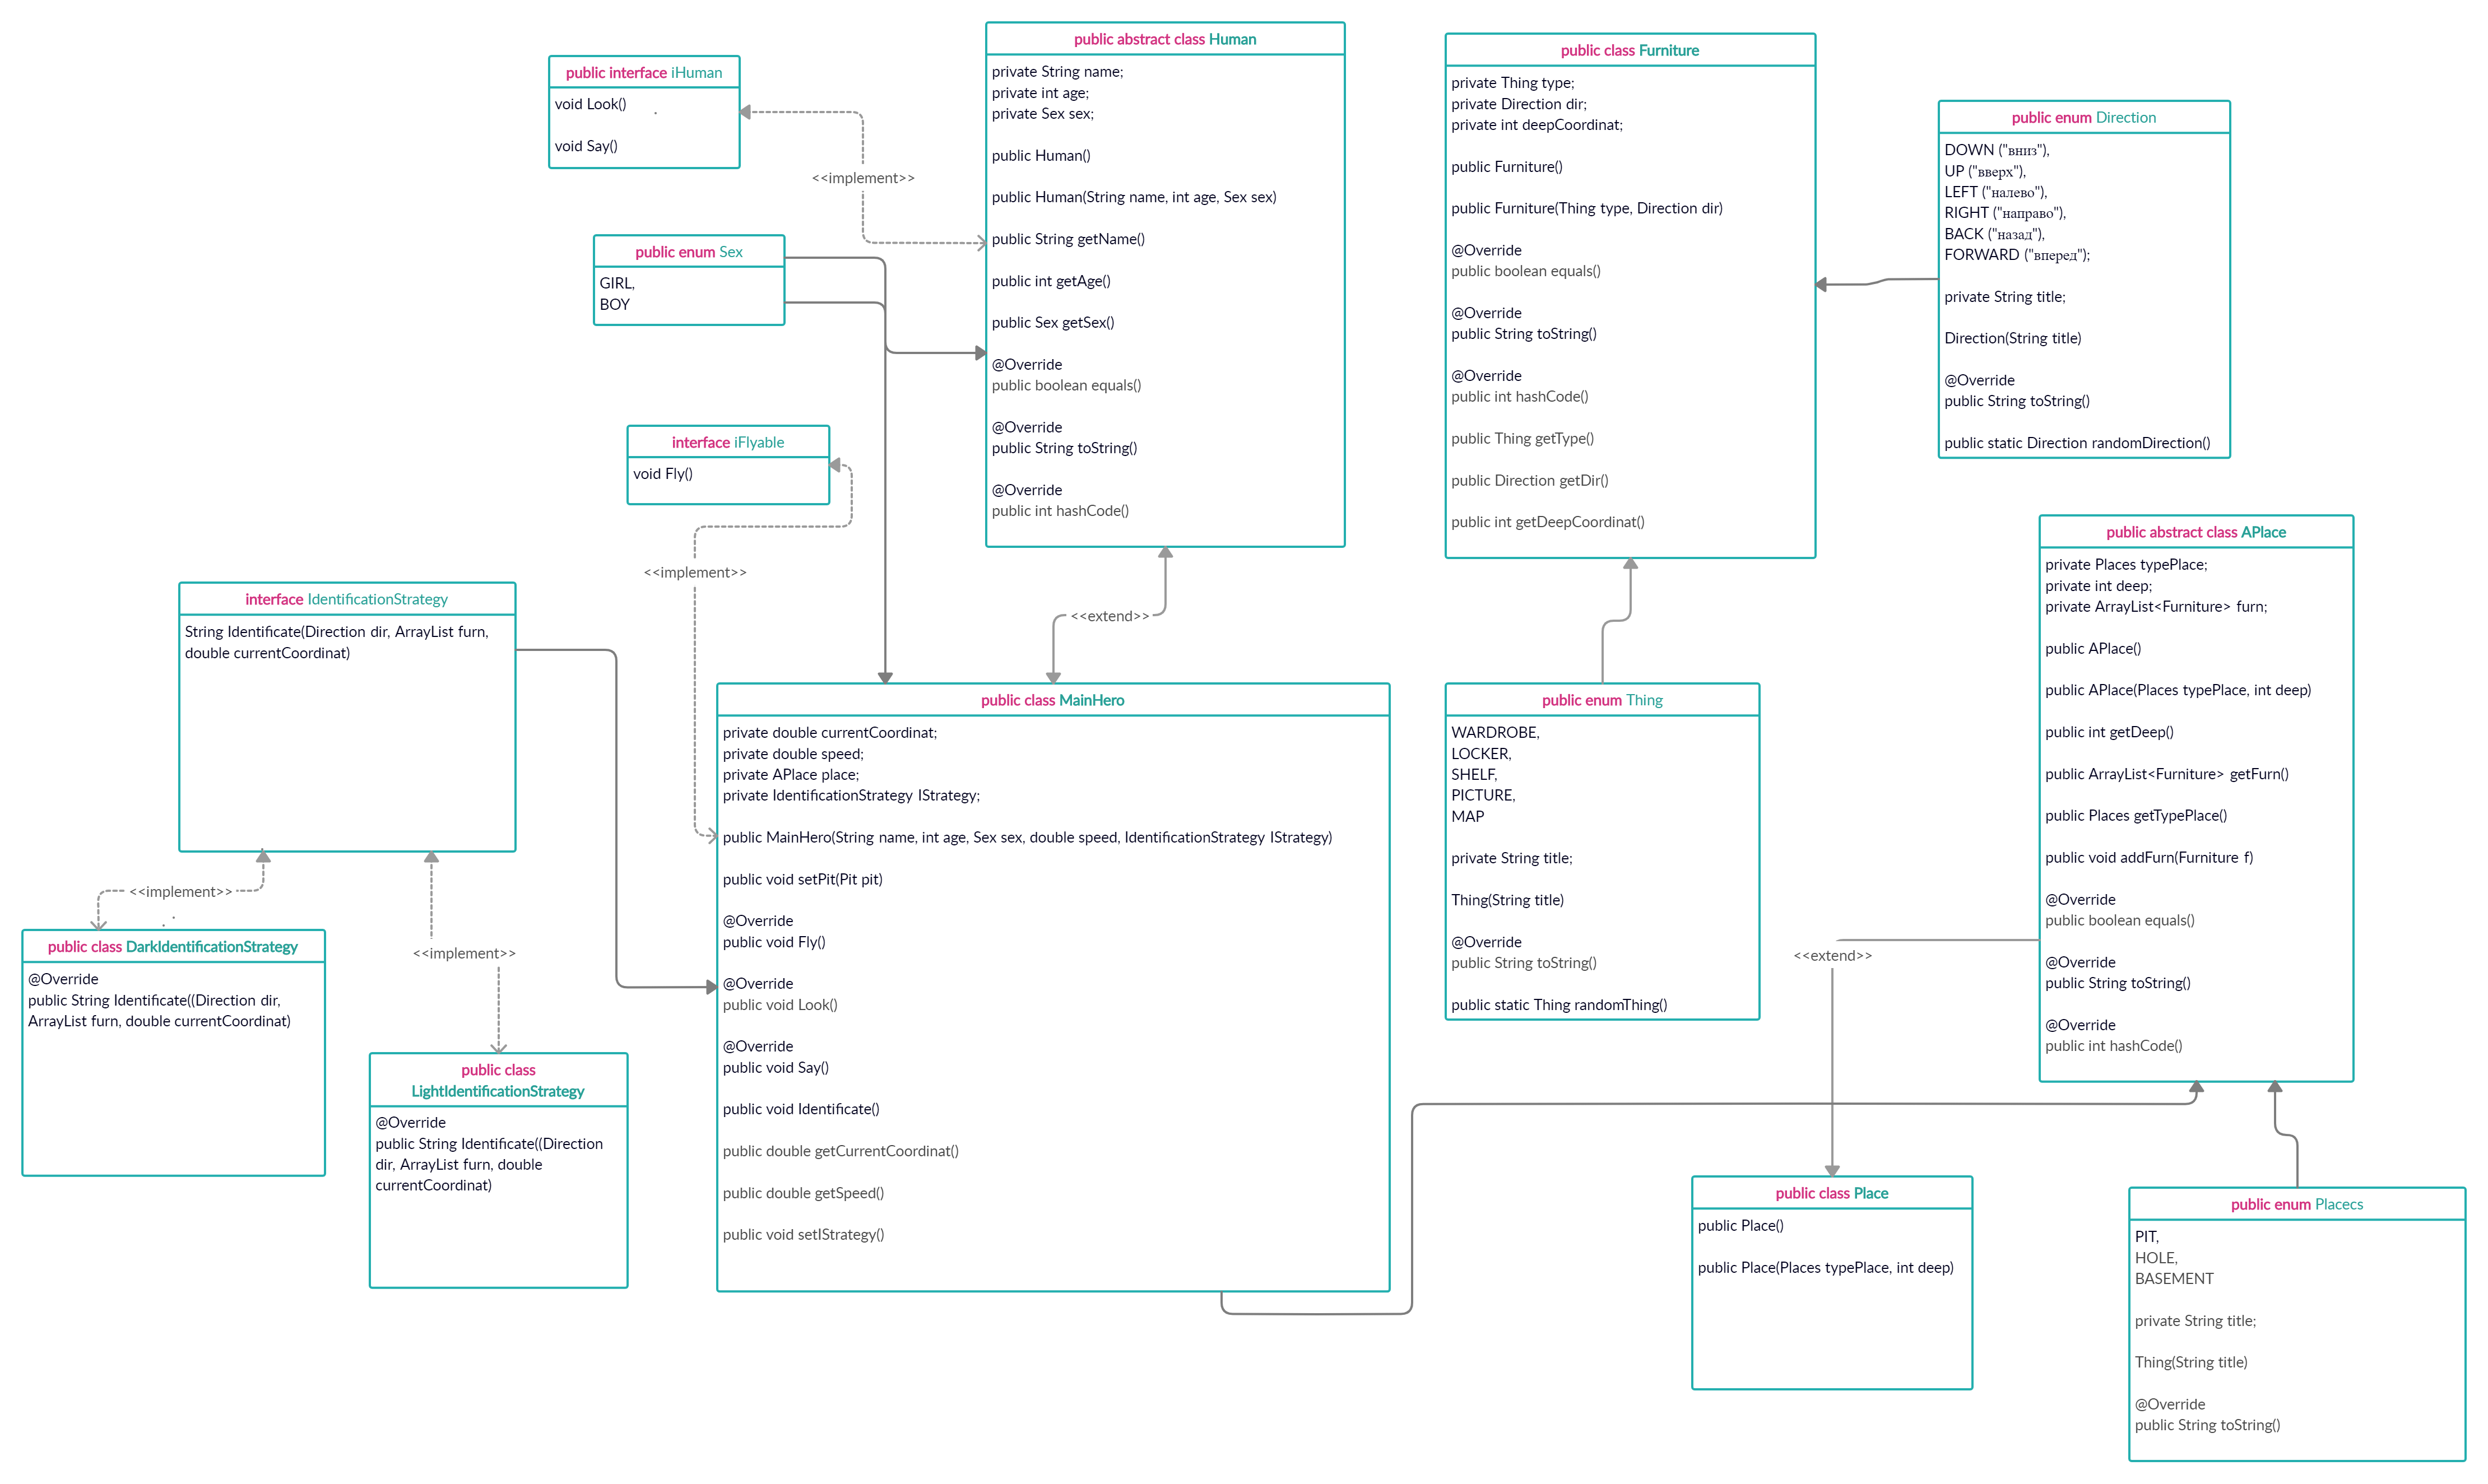 public interface iHuman
void Look()
void Say()
<<implement>>
public abstract class Human
private String name;
private int age;
private Sex sex;
public Human()
public Human(String name, int age, Sex sex)
public String getName()
public int getAge()
public Sex getSex()
@Override
public boolean equals()
@Override
public String toString()
@Override
public int hashCode()
public class Furniture
private Thing type;
private Direction dir;
private int deepCoordinat;
public Furniture()
public Furniture(Thing type, Direction dir)
@Override
public boolean equals()
@Override
public String toString()
@Override
public int hashCode()
public Thing getType()
public Direction getDir()
public int getDeepCoordinat()
public enum Direction
DOWN ("вниз"),
UP ("вверх"),
LEFT ("налево"),
RIGHT ("направо"),
BACK ("назад"),
FORWARD ("вперед");
private String title;
Direction(String title)
@Override
public String toString()
public static Direction randomDirection()
public enum Sex
GIRL,
BOY
interface iFlyable
void Fly()
<<implement>>
<<extend>>
interface IdentificationStrategy
String Identificate(Direction dir, ArrayList furn,
double currentCoordinat)
<<implement>>
<<implement>>
public class DarkIdentificationStrategy
@Override
public String Identificate((Direction dir,
ArrayList furn, double currentCoordinat)
public class
LightIdentificationStrategy
@Override
public String Identificate((Direction
dir, ArrayList furn, double
currentCoordinat)
public class MainHero
private double currentCoordinat;
private double speed;
private APlace place;
private IdentificationStrategy IStrategy;
public MainHero(String name, int age, Sex sex, double speed, IdentificationStrategy IStrategy)
public void setPit(Pit pit)
@Override
public void Fly()
@Override
public void Look()
@Override
public void Say()
public void Identificate()
public double getCurrentCoordinat()
public double getSpeed()
public void setIStrategy()
public enum Thing
WARDROBE,
LOCKER,
SHELF,
PICTURE,
MAP
private String title;
Thing(String title)
@Override
public String toString()
public static Thing randomThing()
public abstract class APlace
private Places typePlace;
private int deep;
private ArrayList<Furniture> furn;
public APlace()
public APlace(Places typePlace, int deep)
public int getDeep()
public ArrayList<Furniture> getFurn()
public Places getTypePlace()
public void addFurn(Furniture f)
@Override
public boolean equals()
@Override
public String toString()
@Override
public int hashCode()
<<extend>>
public class Place
public Place()
public Place(Places typePlace, int deep)
public enum Placecs
PIT,
HOLE,
BASEMENT
private String title;
Thing(String title)
@Override
public String toString()